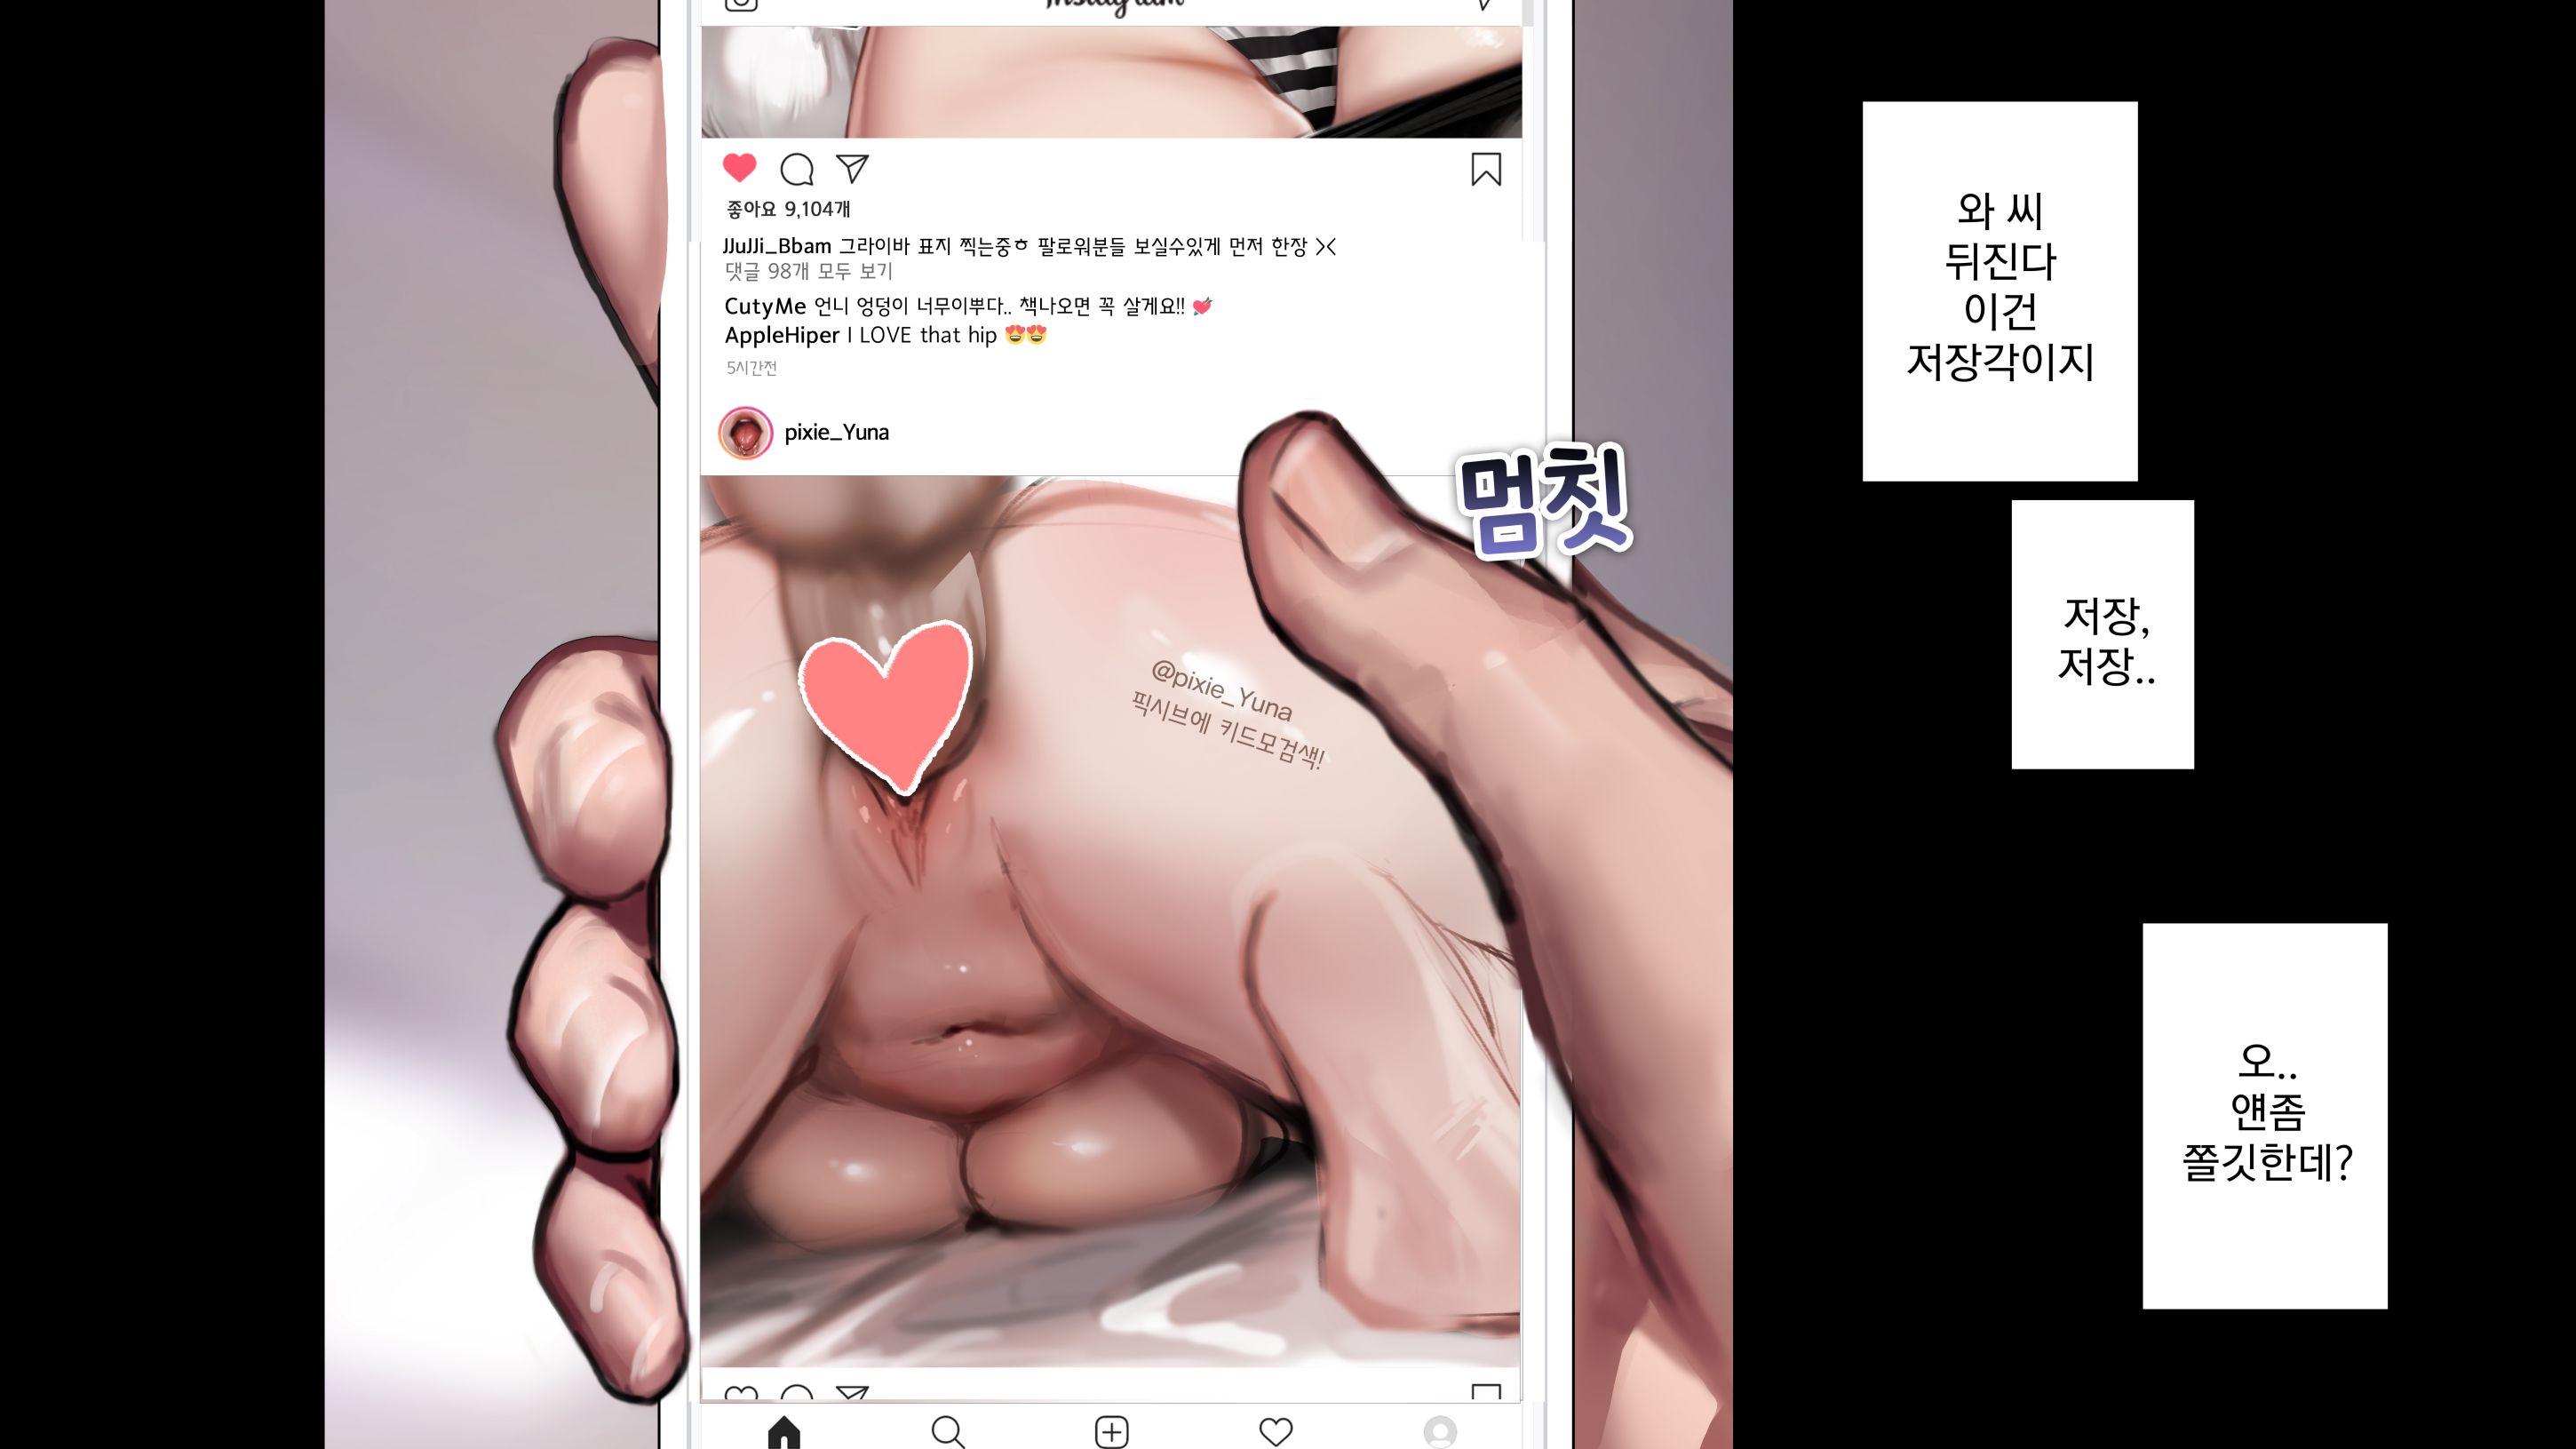 Instagram
좋아요 9,104개
JJuJJi_Bbam 그라이바 표지 찍는중ㅎ 팔로워분들 보실수있게 먼저 한장 ><
댓글 98개 모두 보기
CutyMe 언니 엉덩이 너무이뿌다.. 책나오면 꼭 살게요!! 💘
AppleHiper I LOVE that hip 😍😍
5시간전
pixie_Yuna
멈칫
@pixie_Yuna
픽시브에 키드모검색!
와 씨
뒤진다
이건
저장각이지
저장,
저장..
오..
얜좀
쫄깃한데?